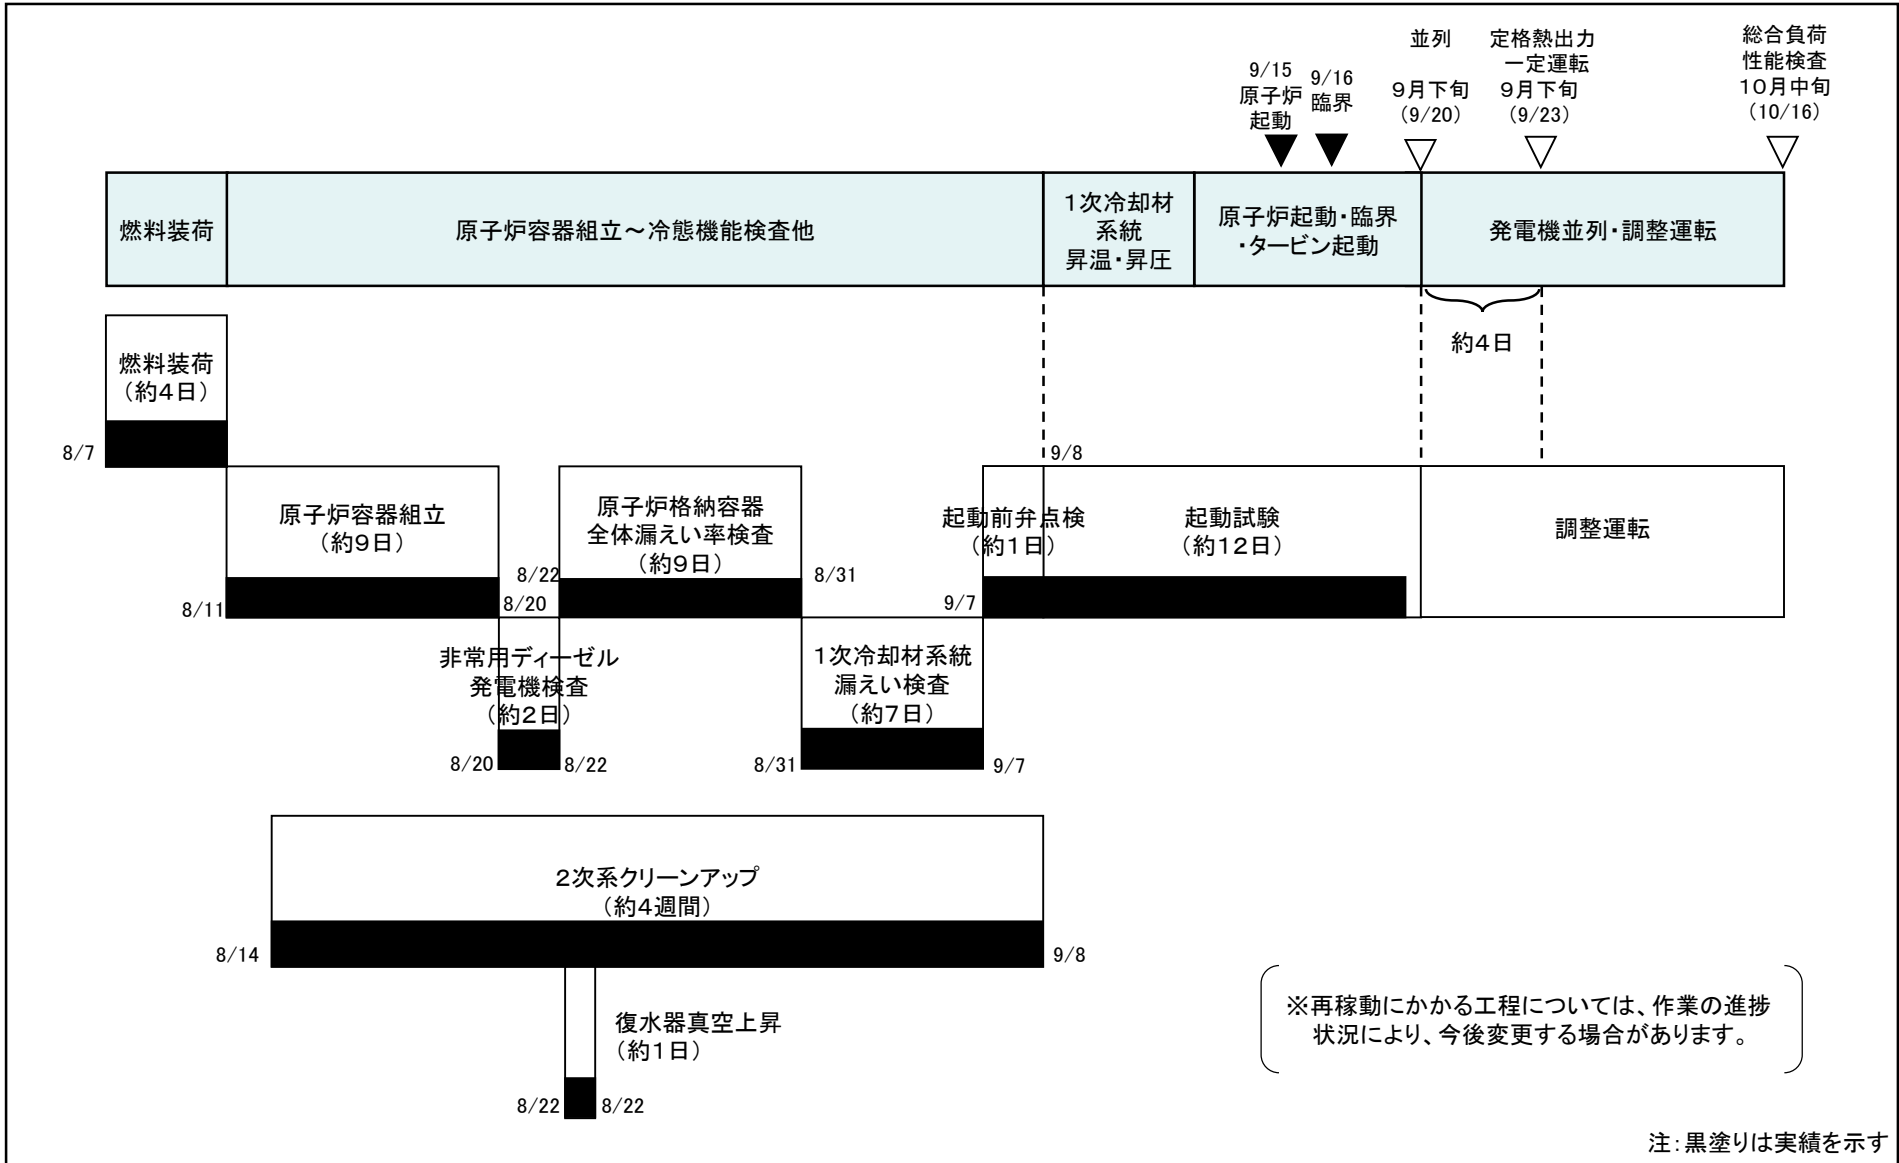 9/15
原子炉
起動
9/16
臨界
並列
9月下旬
(9/20)
定格熱出力
一定運転
9月下旬
(9/23)
総合負荷
性能検査
10月中旬
(10/16)
燃料装荷
原子炉容器組立～冷態機能検査他
1次冷却材
系統
昇温・昇圧
原子炉起動・臨界
・タービン起動
発電機並列・調整運転
約4日
燃料装荷
(約4日)
8/7
原子炉容器組立
(約9日)
8/11
8/20
原子炉格納容器
全体漏えい率検査
(約9日)
8/22
8/31
起動前弁点検
(約1日)
9/7
9/8
起動試験
(約12日)
調整運転
非常用ディーゼル
発電機検査
(約2日)
8/20
8/22
1次冷却材系統
漏えい検査
(約7日)
8/31
9/7
2次系クリーンアップ
(約4週間)
8/14
9/8
復水器真空上昇
(約1日)
8/22
8/22
※再稼動にかかる工程については、作業の進捗
状況により、今後変更する場合があります。
注：黒塗りは実績を示す